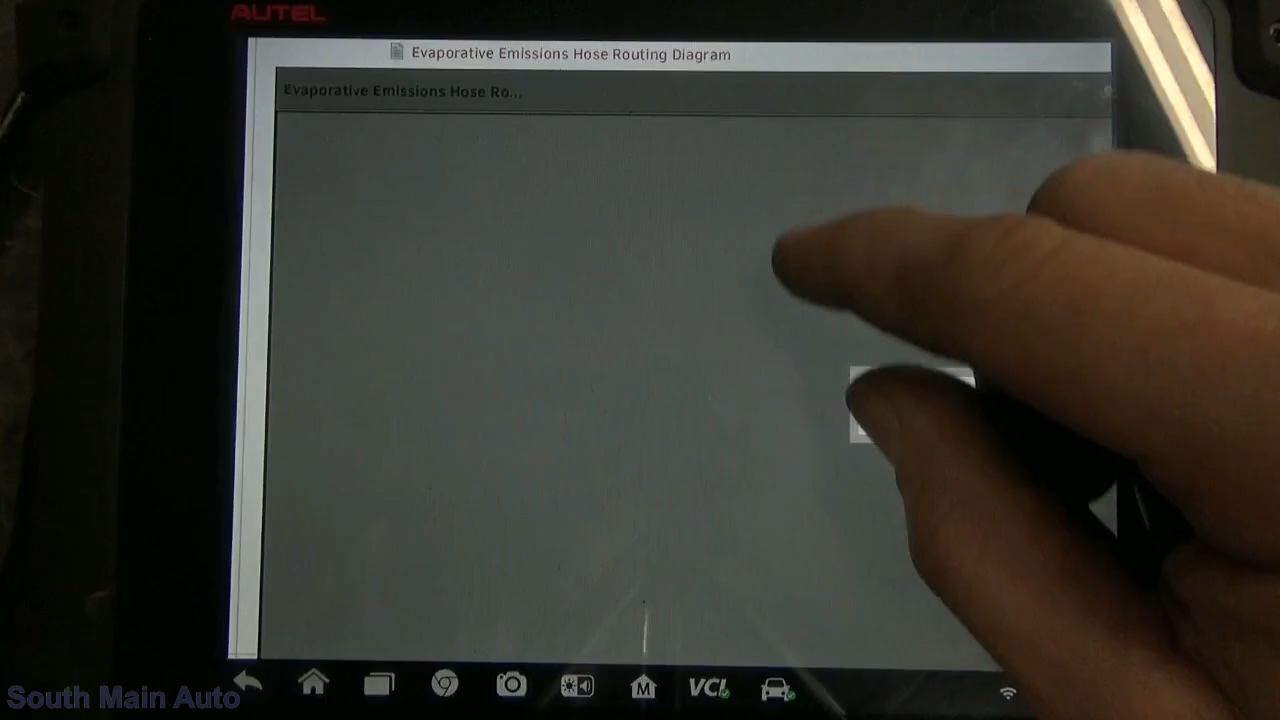 AUTEL
Evaporative Emissions Hose Routing Diagram
Evaporative Emissions Hose Ro...
M
VCI
South Main Auto